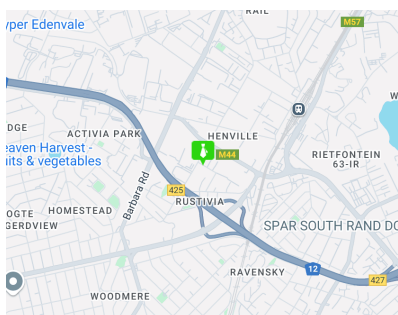 RAIL
yper Edenvale
M57
W
DGE
ACTIVIA PARK
HENVILLE
eaven Harvest -
uits & vegetables
M44
RIETFONTEIN
63-IR
425
Barbara Rd
RUSTIVIA
OGTE
GERDVIEW
HOMESTEAD
SPAR SOUTH RAND DO
12
RAVENSKY
427
WOODMERE